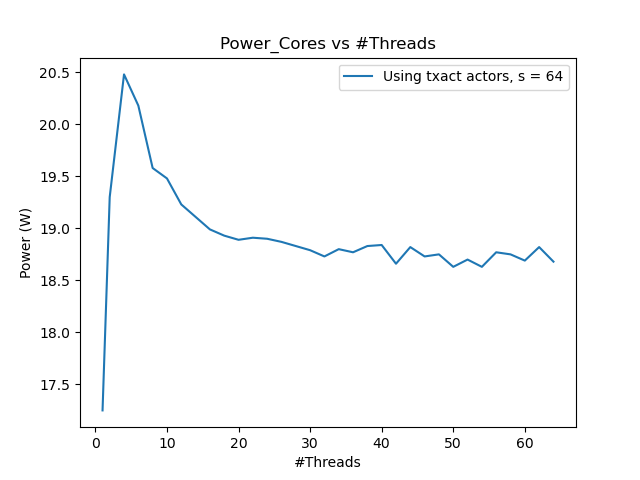 Power_Cores vs #Threads
Using txact actors, s = 64
Power (W)
20.5
20.0
19.5
19.0
18.5
18.0
17.5
0 10 20 30 40 50 60
#Threads